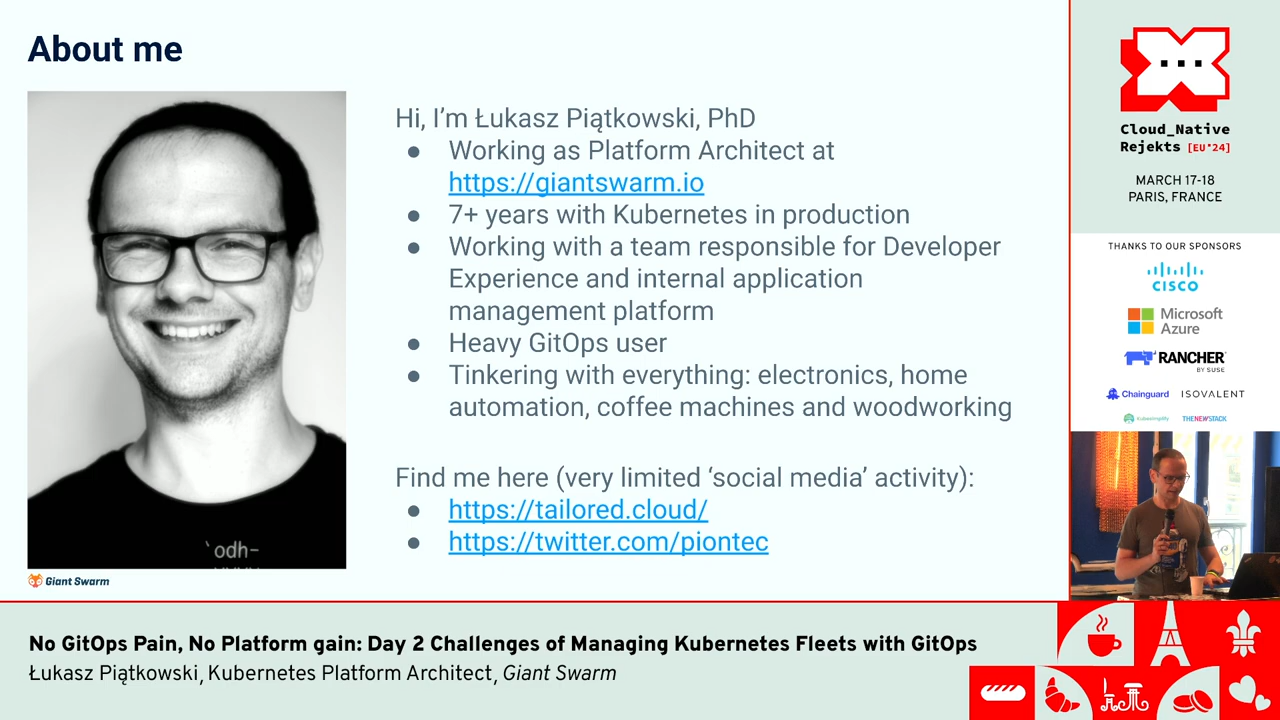 About me
Hi, I'm Łukasz Piątkowski, PhD
● Working as Platform Architect at
https://giantswarm.io
● 7+ years with Kubernetes in production
● Working with a team responsible for Developer
Experience and internal application
management platform
● Heavy GitOps user
● Tinkering with everything: electronics, home
automation, coffee machines and woodworking
Find me here (very limited ‘social media’ activity):
● https://tailored.cloud/
● https://twitter.com/piontec
`odh-
Giant Swarm
Cloud_Native
Rejekts [EU*24]
MARCH 17-18
PARIS, FRANCE
THANKS TO OUR SPONSORS
CISCO
Microsoft
Azure
RANCHER
BY SUSE
Chainguard ISOVALENT
Kubesimplify THENEWSTACK
No GitOps Pain, No Platform gain: Day 2 Challenges of Managing Kubernetes Fleets with GitOps
Łukasz Piątkowski, Kubernetes Platform Architect, Giant Swarm